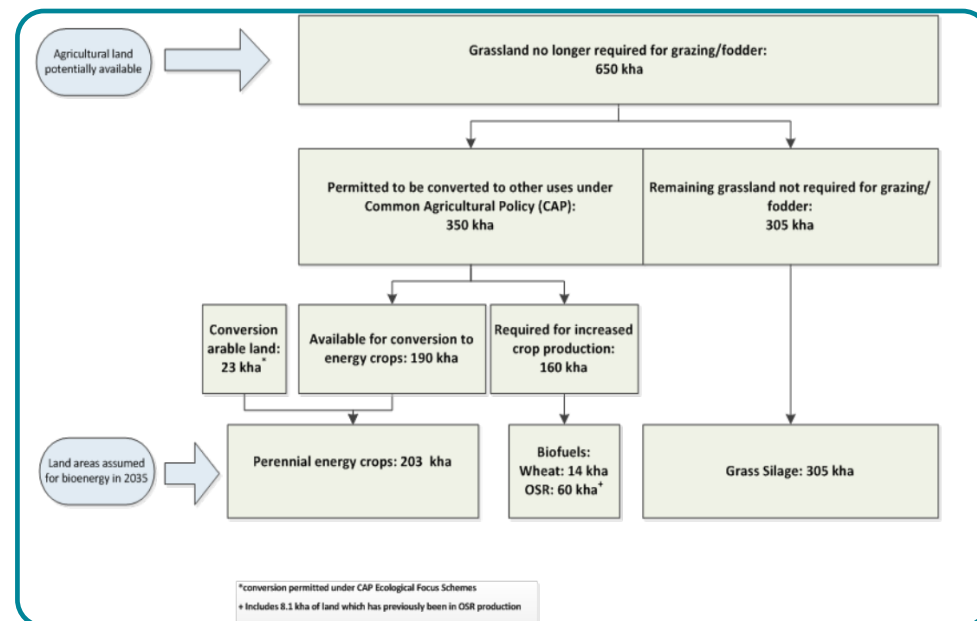 Agricultural land
potentially available
Grassland no longer required for grazing/fodder:
650 kha
Permitted to be converted to other uses under
Common Agricultural Policy (CAP):
350 kha
Remaining grassland not required for grazing/
fodder:
305 kha
Conversion
arable land:
23 kha*
Available for conversion to
energy crops: 190 kha
Required for increased
crop production:
160 kha
Land areas assumed
for bioenergy in 2035
Perennial energy crops: 203 kha
Biofuels:
Wheat: 14 kha
OSR: 60 kha+
Grass Silage: 305 kha
*conversion permitted under CAP Ecological Focus Schemes
+ Includes 8.1 kha of land which has previously been in OSR production